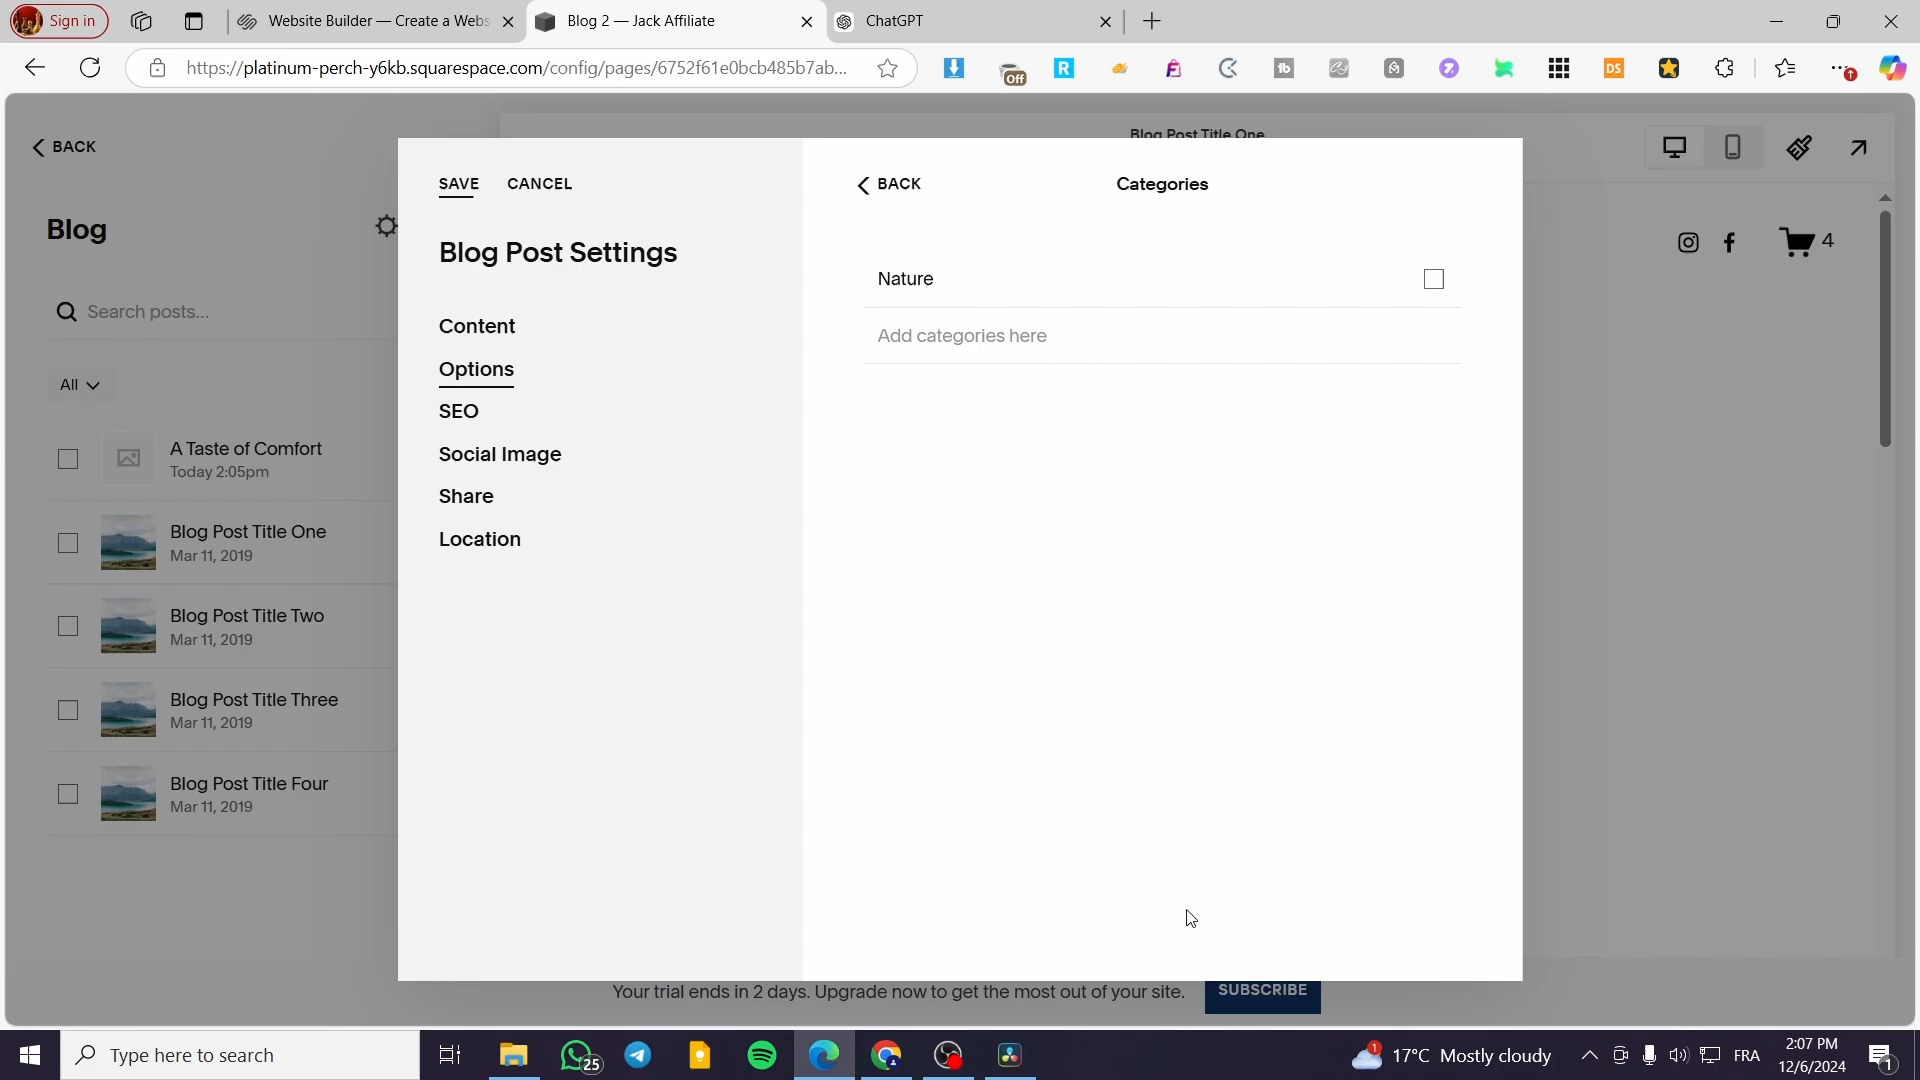 Sign in
Website Builder — Create a Webs
Blog 2 — Jack Affiliate
ChatGPT
https://platinum-perch-y6kb.squarespace.com/config/pages/6752f61e0bcb485b7ab...
Off
R
tb
DS
BACK
Blog Post Title One
SAVE
CANCEL
BACK
Categories
Blog
4
Blog Post Settings
Nature
Search posts...
Content
Add categories here
Options
All
SEO
A Taste of Comfort
Today 2:05pm
Social Image
Share
Blog Post Title One
Mar 11, 2019
Location
Blog Post Title Two
Mar 11, 2019
Blog Post Title Three
Mar 11, 2019
Blog Post Title Four
Mar 11, 2019
Your trial ends in 2 days. Upgrade now to get the most out of your site.
SUBSCRIBE
Type here to search
25
1
17°C Mostly cloudy
FRA
2:07 PM
12/6/2024
1